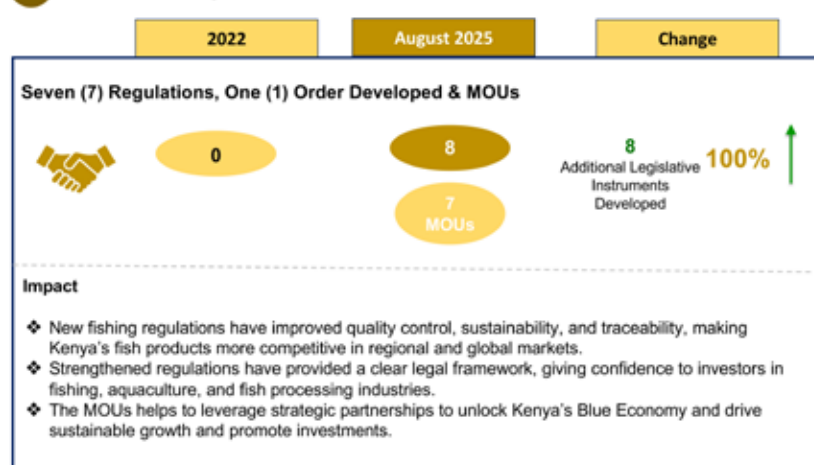 2022
August 2025
Change
Seven (7) Regulations, One (1) Order Developed & MOUs
0
8
7
MOUs
8
Additional Legislative
Instruments
Developed
100%
Impact
❖ New fishing regulations have improved quality control, sustainability, and traceability, making
Kenya's fish products more competitive in regional and global markets.
❖ Strengthened regulations have provided a clear legal framework, giving confidence to investors in
fishing, aquaculture, and fish processing industries.
❖ The MOUs helps to leverage strategic partnerships to unlock Kenya's Blue Economy and drive
sustainable growth and promote investments.